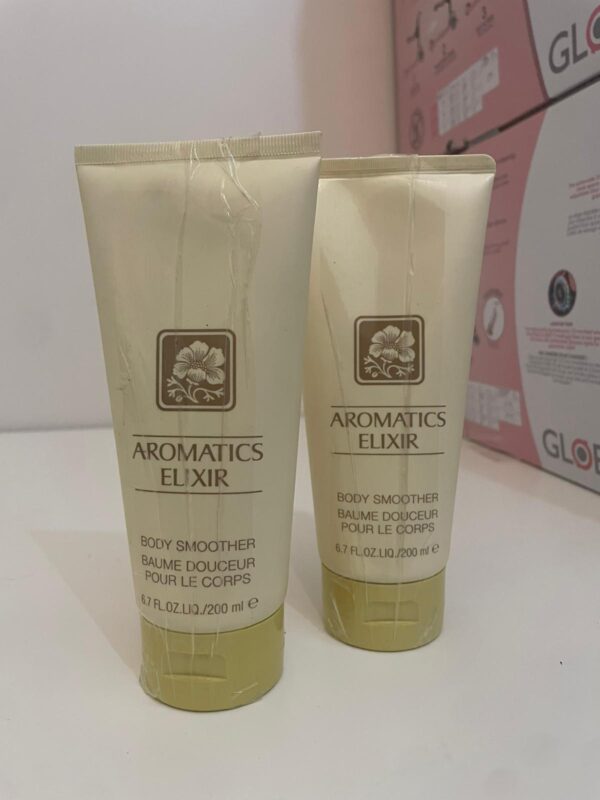 AROMATICS
ELIXIR
BODY SMOOTHER
BAUME DOUCEUR
POUR LE CORPS
6.7 FL.OZ.LIQ./200 ml e
AROMATICS
ELIXIR
BODY SMOOTHER
BAUME DOUCEUR
POUR LE CORPS
6.7 FL.OZ.LIQ./200 ml e
GLO
GLOB